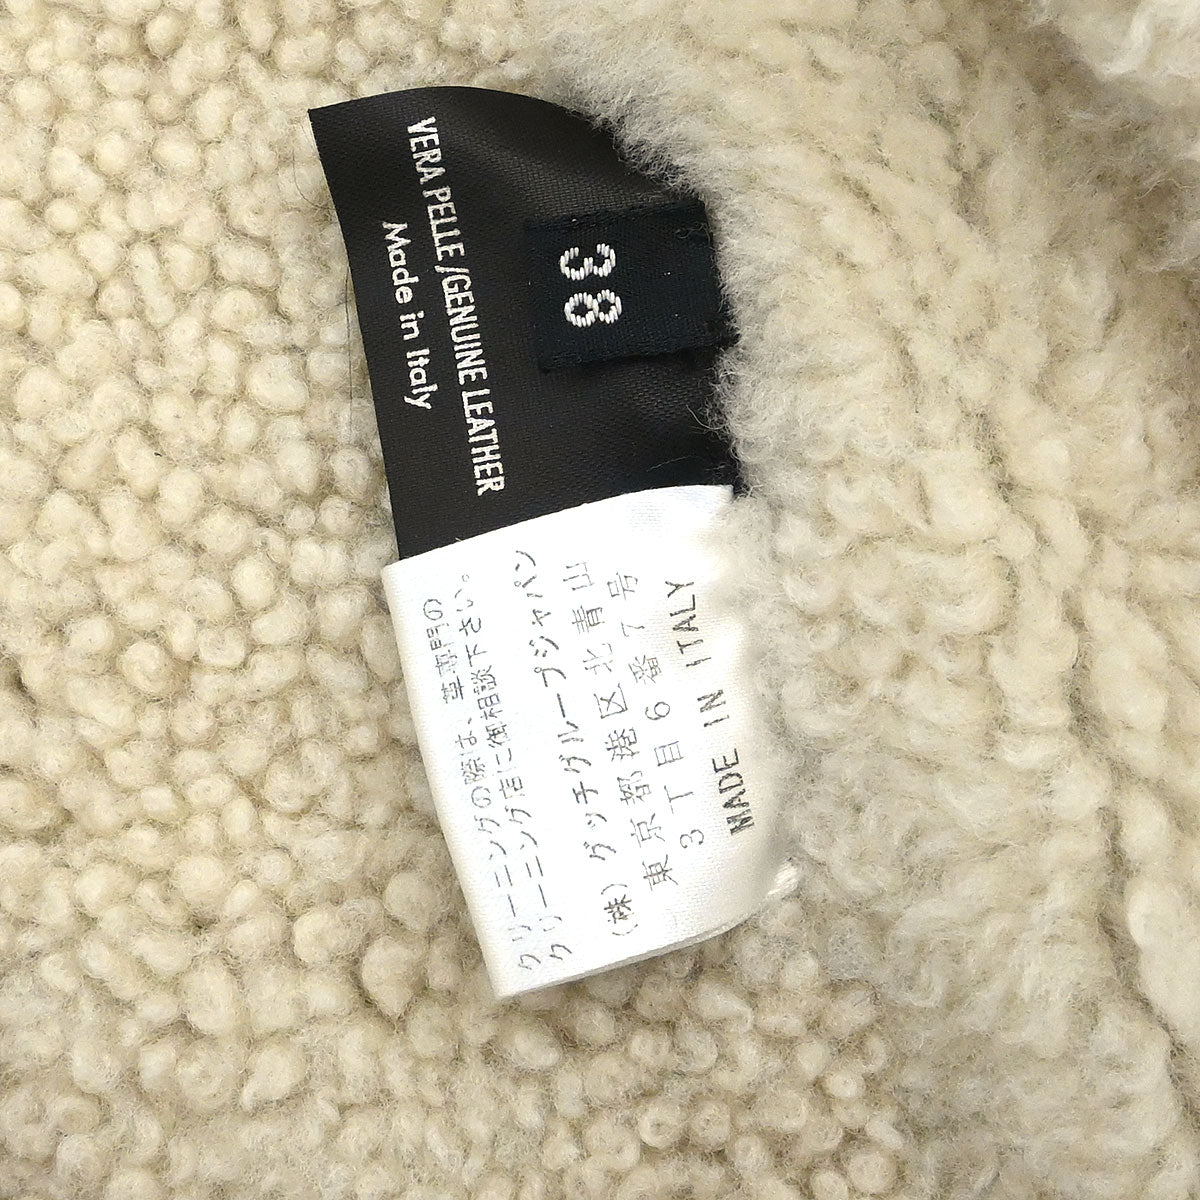 VERA PELLE/GENUINE LEATHER
Made in Italy
38
クリーニングの際は、革専門の
クリーニング店に御相談下さい。
(株) グッチグループジャパン
東京都港区北青山
3丁目6番7号
MADE IN ITALY